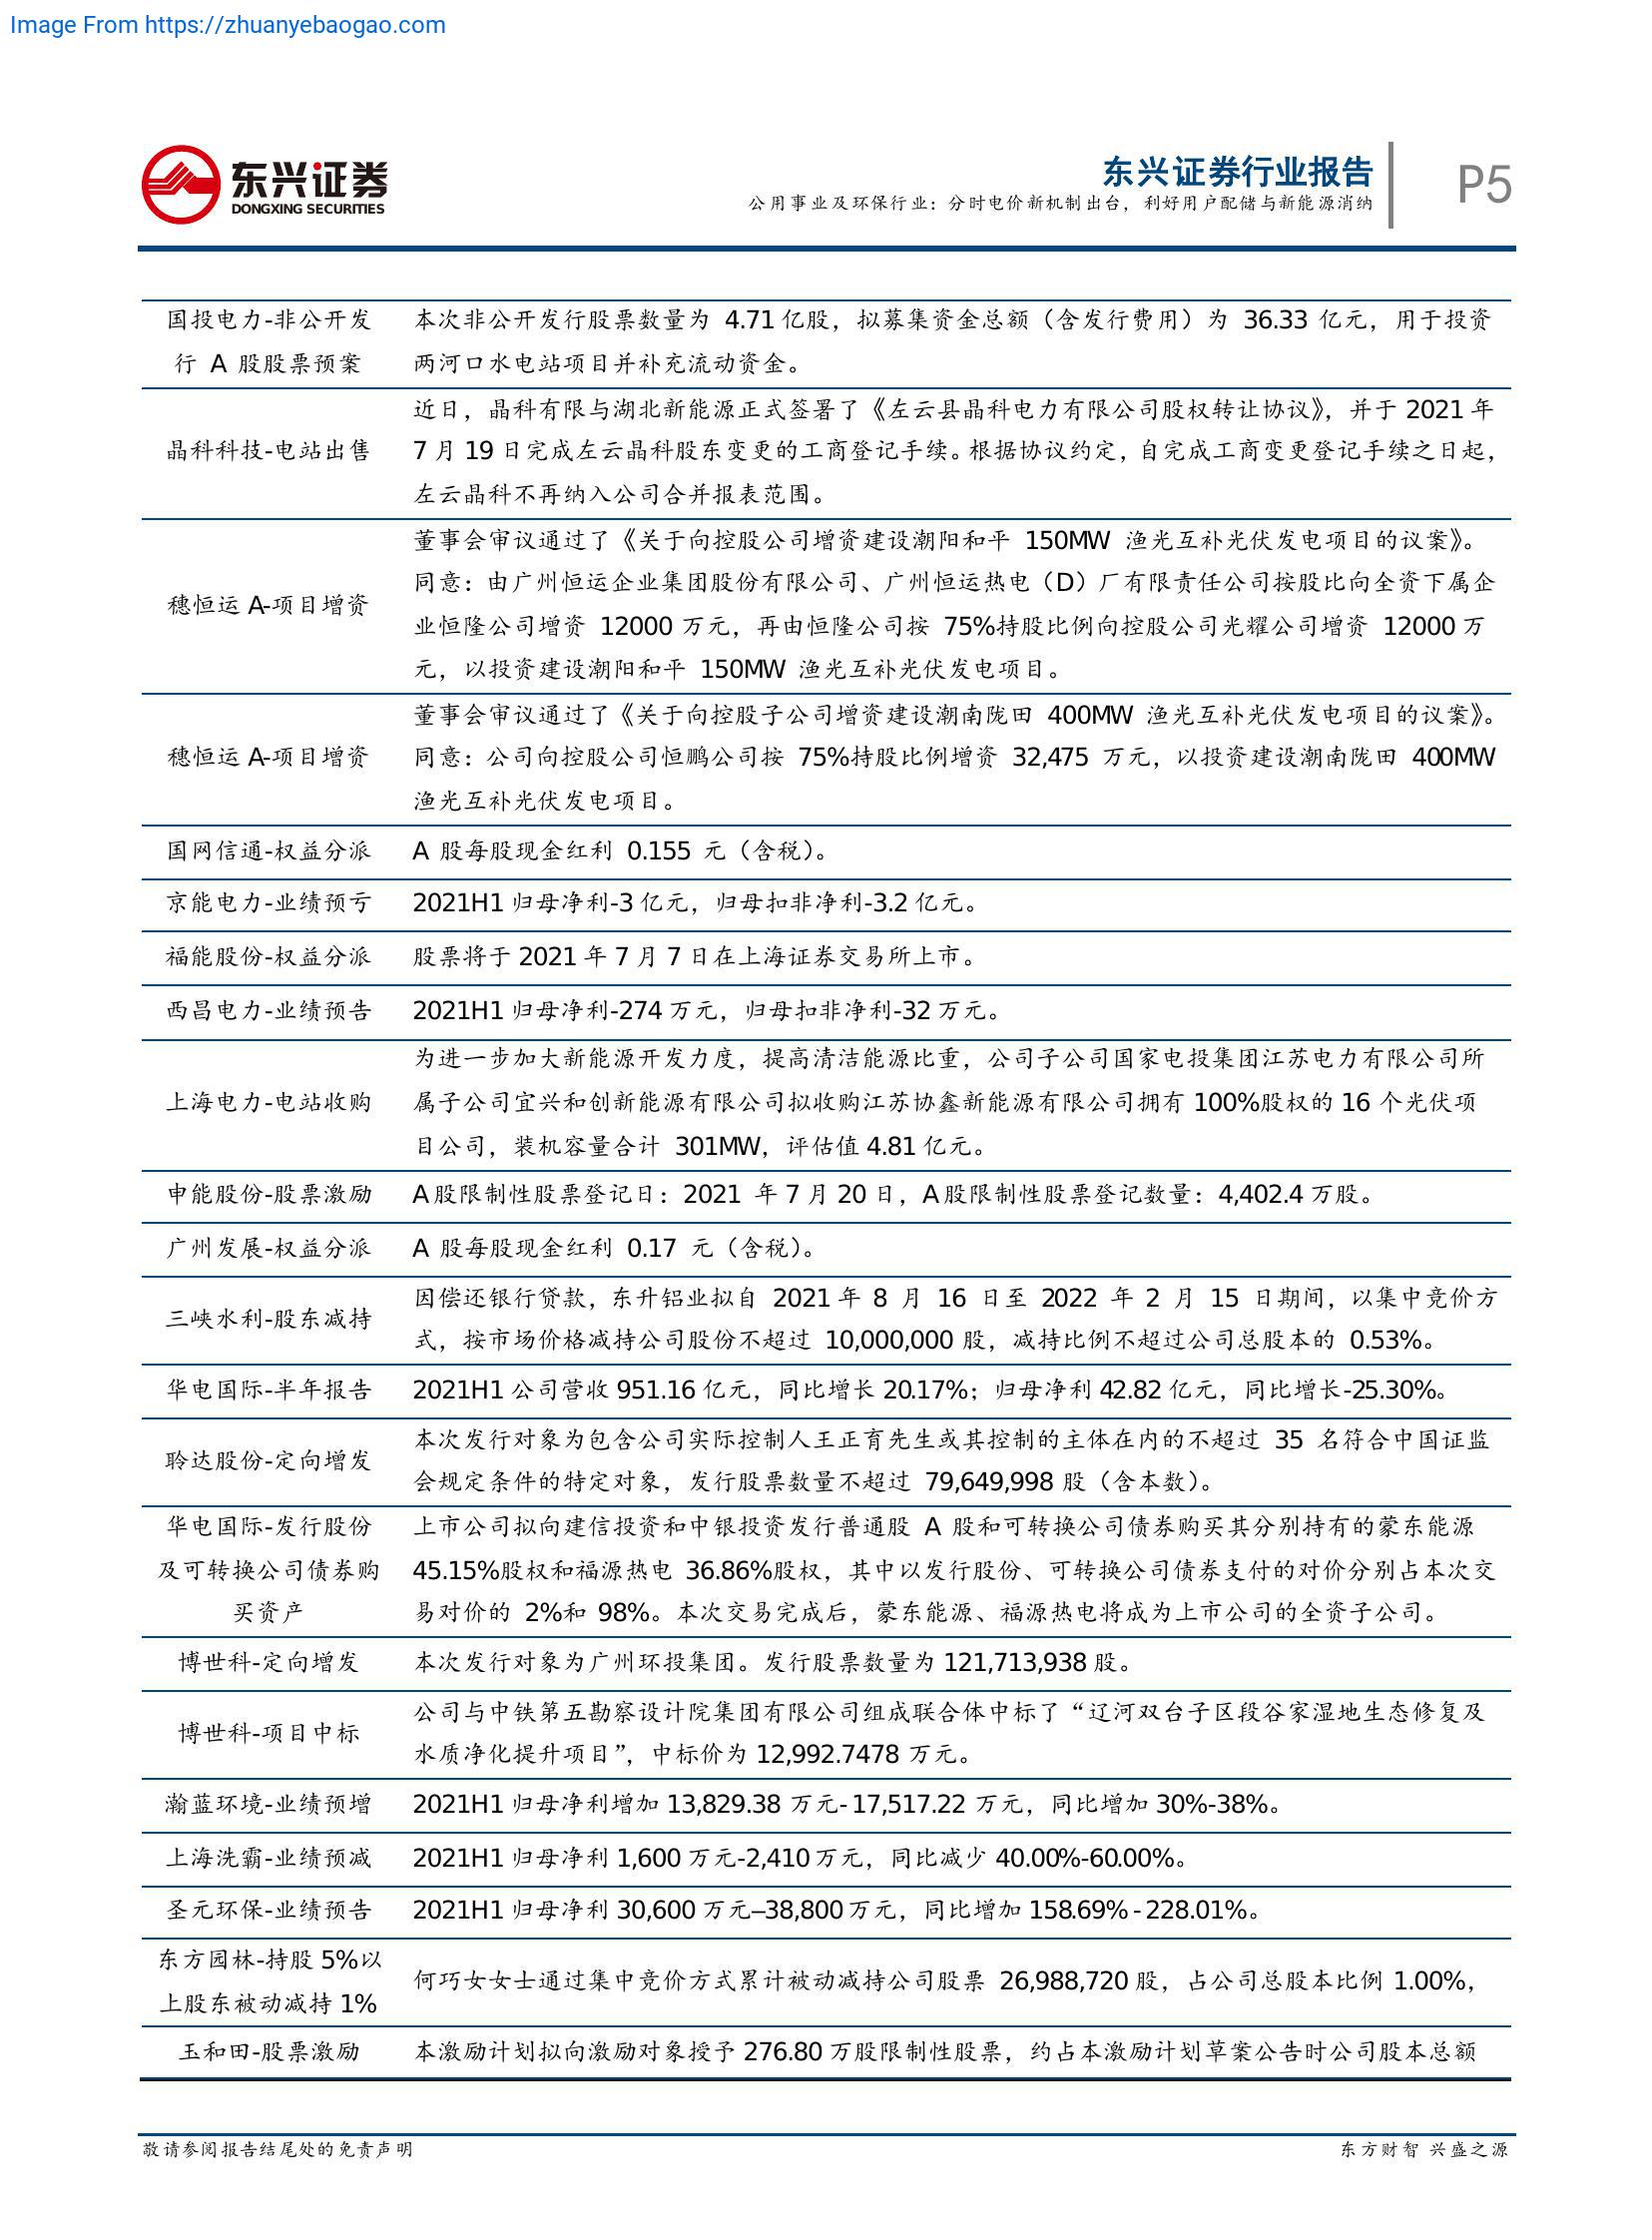 Image From https://zhuanyebaogao.com
东兴证券
DONGXING SECURITIES
东兴证券行业报告
公用事业及环保行业：分时电价新机制出台，利好用户配储与新能源消纳
P5
国投电力-非公开发
行 A 股股票预案
本次非公开发行股票数量为 4.71 亿股，拟募集资金总额（含发行费用）为 36.33 亿元，用于投资
两河口水电站项目并补充流动资金。
晶科科技-电站出售
近日，晶科有限与湖北新能源正式签署了《左云县晶科电力有限公司股权转让协议》，并于 2021 年
7 月 19 日完成左云晶科股东变更的工商登记手续。根据协议约定，自完成工商变更登记手续之日起，
左云晶科不再纳入公司合并报表范围。
穗恒运 A-项目增资
董事会审议通过了《关于向控股公司增资建设潮阳和平 150MW 渔光互补光伏发电项目的议案》。
同意：由广州恒运企业集团股份有限公司、广州恒运热电（D）厂有限责任公司按股比向全资下属企
业恒隆公司增资 12000 万元，再由恒隆公司按 75%持股比例向控股公司光耀公司增资 12000 万
元，以投资建设潮阳和平 150MW 渔光互补光伏发电项目。
穗恒运 A-项目增资
董事会审议通过了《关于向控股子公司增资建设潮南陇田 400MW 渔光互补光伏发电项目的议案》。
同意：公司向控股公司恒鹏公司按 75%持股比例增资 32,475 万元，以投资建设潮南陇田 400MW
渔光互补光伏发电项目。
国网信通-权益分派
A 股每股现金红利 0.155 元（含税）。
京能电力-业绩预亏
2021H1 归母净利-3 亿元，归母扣非净利-3.2 亿元。
福能股份-权益分派
股票将于 2021 年 7 月 7 日在上海证券交易所上市。
西昌电力-业绩预告
2021H1 归母净利-274 万元，归母扣非净利-32 万元。
上海电力-电站收购
为进一步加大新能源开发力度，提高清洁能源比重，公司子公司国家电投集团江苏电力有限公司所
属子公司宜兴和创新能源有限公司拟收购江苏协鑫新能源有限公司拥有 100%股权的 16 个光伏项
目公司，装机容量合计 301MW，评估值 4.81 亿元。
申能股份-股票激励
A 股限制性股票登记日：2021 年 7 月 20 日，A 股限制性股票登记数量：4,402.4 万股。
广州发展-权益分派
A 股每股现金红利 0.17 元（含税）。
三峡水利-股东减持
因偿还银行贷款，东升铝业拟自 2021 年 8 月 16 日至 2022 年 2 月 15 日期间，以集中竞价方
式，按市场价格减持公司股份不超过 10,000,000 股，减持比例不超过公司总股本的 0.53%。
华电国际-半年报告
2021H1 公司营收 951.16 亿元，同比增长 20.17%；归母净利 42.82 亿元，同比增长-25.30%。
聆达股份-定向增发
本次发行对象为包含公司实际控制人王正育先生或其控制的主体在内的不超过 35 名符合中国证监
会规定条件的特定对象，发行股票数量不超过 79,649,998 股（含本数）。
华电国际-发行股份
及可转换公司债券购
买资产
上市公司拟向建信投资和中银投资发行普通股 A 股和可转换公司债券购买其分别持有的蒙东能源
45.15%股权和福源热电 36.86%股权，其中以发行股份、可转换公司债券支付的对价分别占本次交
易对价的 2%和 98%。本次交易完成后，蒙东能源、福源热电将成为上市公司的全资子公司。
博世科-定向增发
本次发行对象为广州环投集团。发行股票数量为 121,713,938 股。
博世科-项目中标
公司与中铁第五勘察设计院集团有限公司组成联合体中标了“辽河双台子区段谷家湿地生态修复及
水质净化提升项目”，中标价为 12,992.7478 万元。
瀚蓝环境-业绩预增
2021H1 归母净利增加 13,829.38 万元-17,517.22 万元，同比增加 30%-38%。
上海洗霸-业绩预减
2021H1 归母净利 1,600 万元-2,410 万元，同比减少 40.00%-60.00%。
圣元环保-业绩预告
2021H1 归母净利 30,600 万元–38,800 万元，同比增加 158.69% - 228.01%。
东方园林-持股 5%以
上股东被动减持 1%
何巧女女士通过集中竞价方式累计被动减持公司股票 26,988,720 股，占公司总股本比例 1.00%，
玉和田-股票激励
本激励计划拟向激励对象授予 276.80 万股限制性股票，约占本激励计划草案公告时公司股本总额
敬请参阅报告结尾处的免责声明
东方财智 兴盛之源